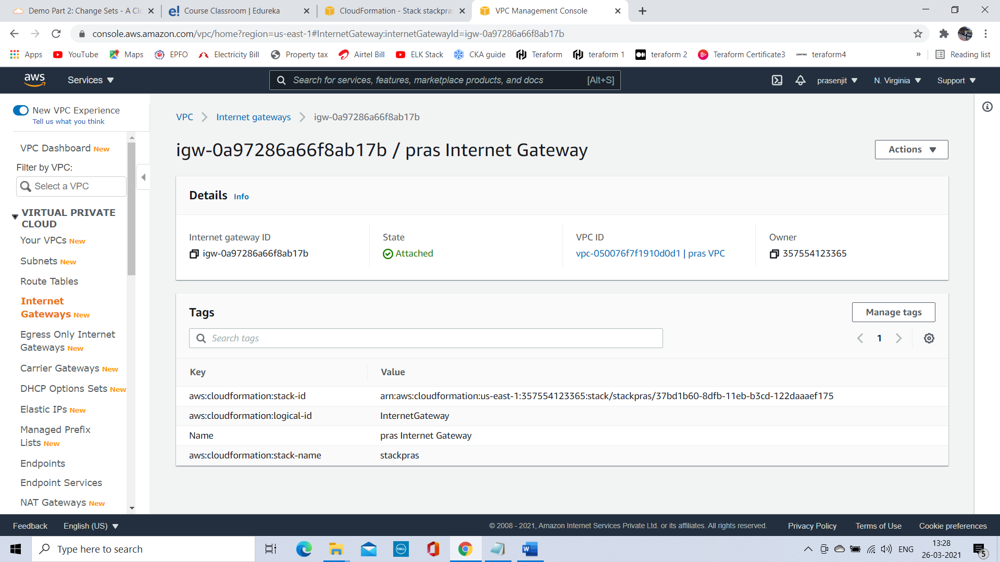 Demo Part 2: Change Sets - A Clo
Course Classroom | Edureka
CloudFormation - Stack stackpras
VPC Management Console
console.aws.amazon.com/vpc/home?region=us-east-1#InternetGateway:internetGatewayId=igw-0a97286a66f8ab17b
Apps
YouTube
Maps
EPFO
Electricity Bill
Property tax
Airtel Bill
ELK Stack
CKA guide
Teraform
teraform 1
teraform 2
Terraform Certificate3
teraform4
»
Reading list
aws
Services
Search for services, features, marketplace products, and docs
[Alt+S]
prasenjit
N. Virginia
Support
New VPC Experience
Tell us what you think
VPC Dashboard New
Filter by VPC:
Select a VPC
VIRTUAL PRIVATE
CLOUD
Your VPCs New
Subnets New
Route Tables
Internet
Gateways New
Egress Only Internet
Gateways New
Carrier Gateways New
DHCP Options Sets New
Elastic IPs New
Managed Prefix
Lists New
Endpoints
Endpoint Services
NAT Gateways New
VPC
Internet gateways
igw-0a97286a66f8ab17b
igw-0a97286a66f8ab17b / pras Internet Gateway
Actions
Details Info
Internet gateway ID
igw-0a97286a66f8ab17b
State
Attached
VPC ID
vpc-050076f7f1910d0d1 | pras VPC
Owner
357554123365
Tags
Manage tags
Search tags
1
Key
Value
aws:cloudformation:stack-id
arn:aws:cloudformation:us-east-1:357554123365:stack/stackpras/37bd1b60-8dfb-11eb-b3cd-122daaaef175
aws:cloudformation:logical-id
InternetGateway
Name
pras Internet Gateway
aws:cloudformation:stack-name
stackpras
Feedback
English (US)
© 2008 - 2021, Amazon Internet Services Private Ltd. or its affiliates. All rights reserved.
Privacy Policy
Terms of Use
Cookie preferences
Type here to search
DELL
W
ENG
13:28
26-03-2021
5